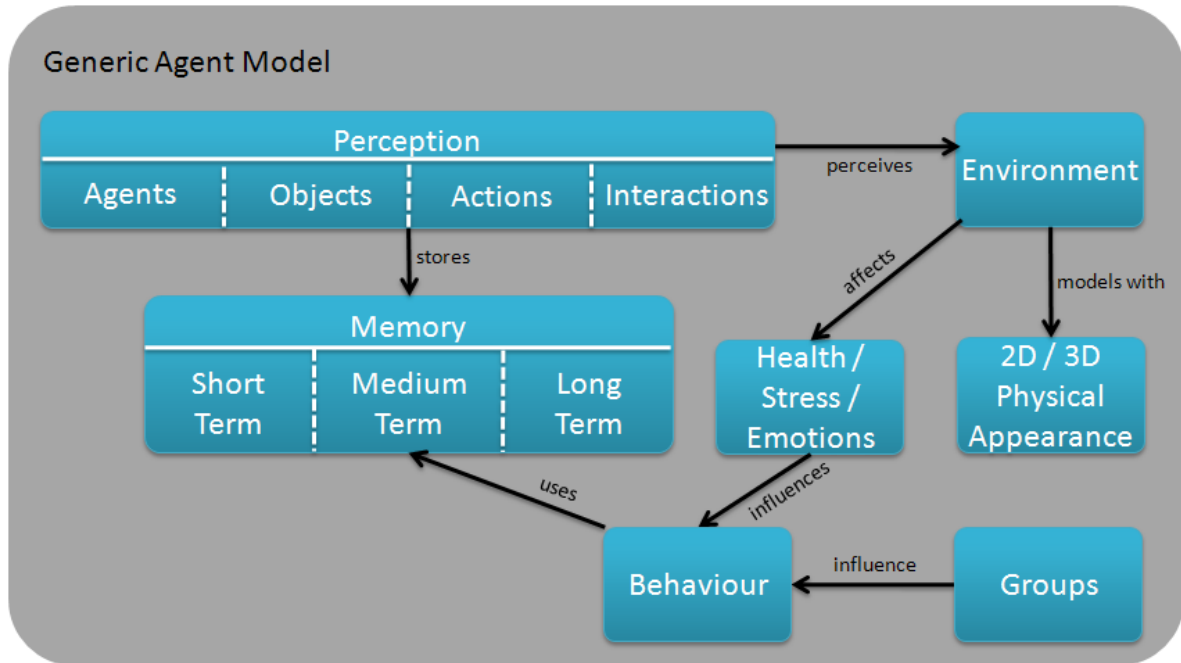 Generic Agent Model
Perception
Agents
Objects
Actions
Interactions
perceives
Environment
stores
affects
models with
Memory
Short
Term
Medium
Term
Long
Term
Health /
Stress /
Emotions
2D / 3D
Physical
Appearance
uses
influences
Behaviour
influence
Groups